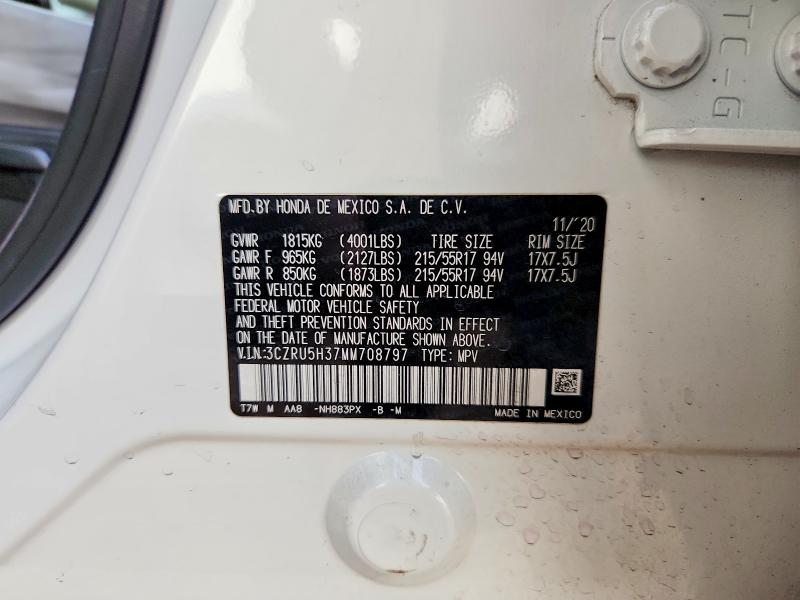 TC-G
MFD.BY HONDA DE MEXICO S.A. DE C.V.
11/'20
GVWR 1815KG (4001LBS) TIRE SIZE RIM SIZE
GAWR F 965KG (2127LBS) 215/55R17 94V 17X7.5J
GAWR R 850KG (1873LBS) 215/55R17 94V 17X7.5J
THIS VEHICLE CONFORMS TO ALL APPLICABLE
FEDERAL MOTOR VEHICLE SAFETY
AND THEFT PREVENTION STANDARDS IN EFFECT
ON THE DATE OF MANUFACTURE SHOWN ABOVE.
V.I.N.:3CZRU5H37MM708797 TYPE: MPV
T7W M AA8 -NH883PX -B -M MADE IN MEXICO